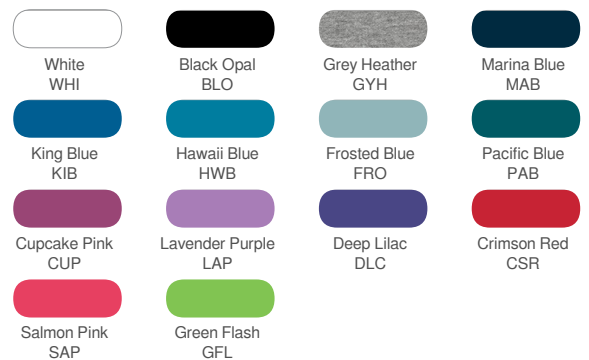 White
WHI
Black Opal
BLO
Grey Heather
GYH
Marina Blue
MAB
King Blue
KIB
Hawaii Blue
HWB
Frosted Blue
FRO
Pacific Blue
PAB
Cupcake Pink
CUP
Lavender Purple
LAP
Deep Lilac
DLC
Crimson Red
CSR
Salmon Pink
SAP
Green Flash
GFL